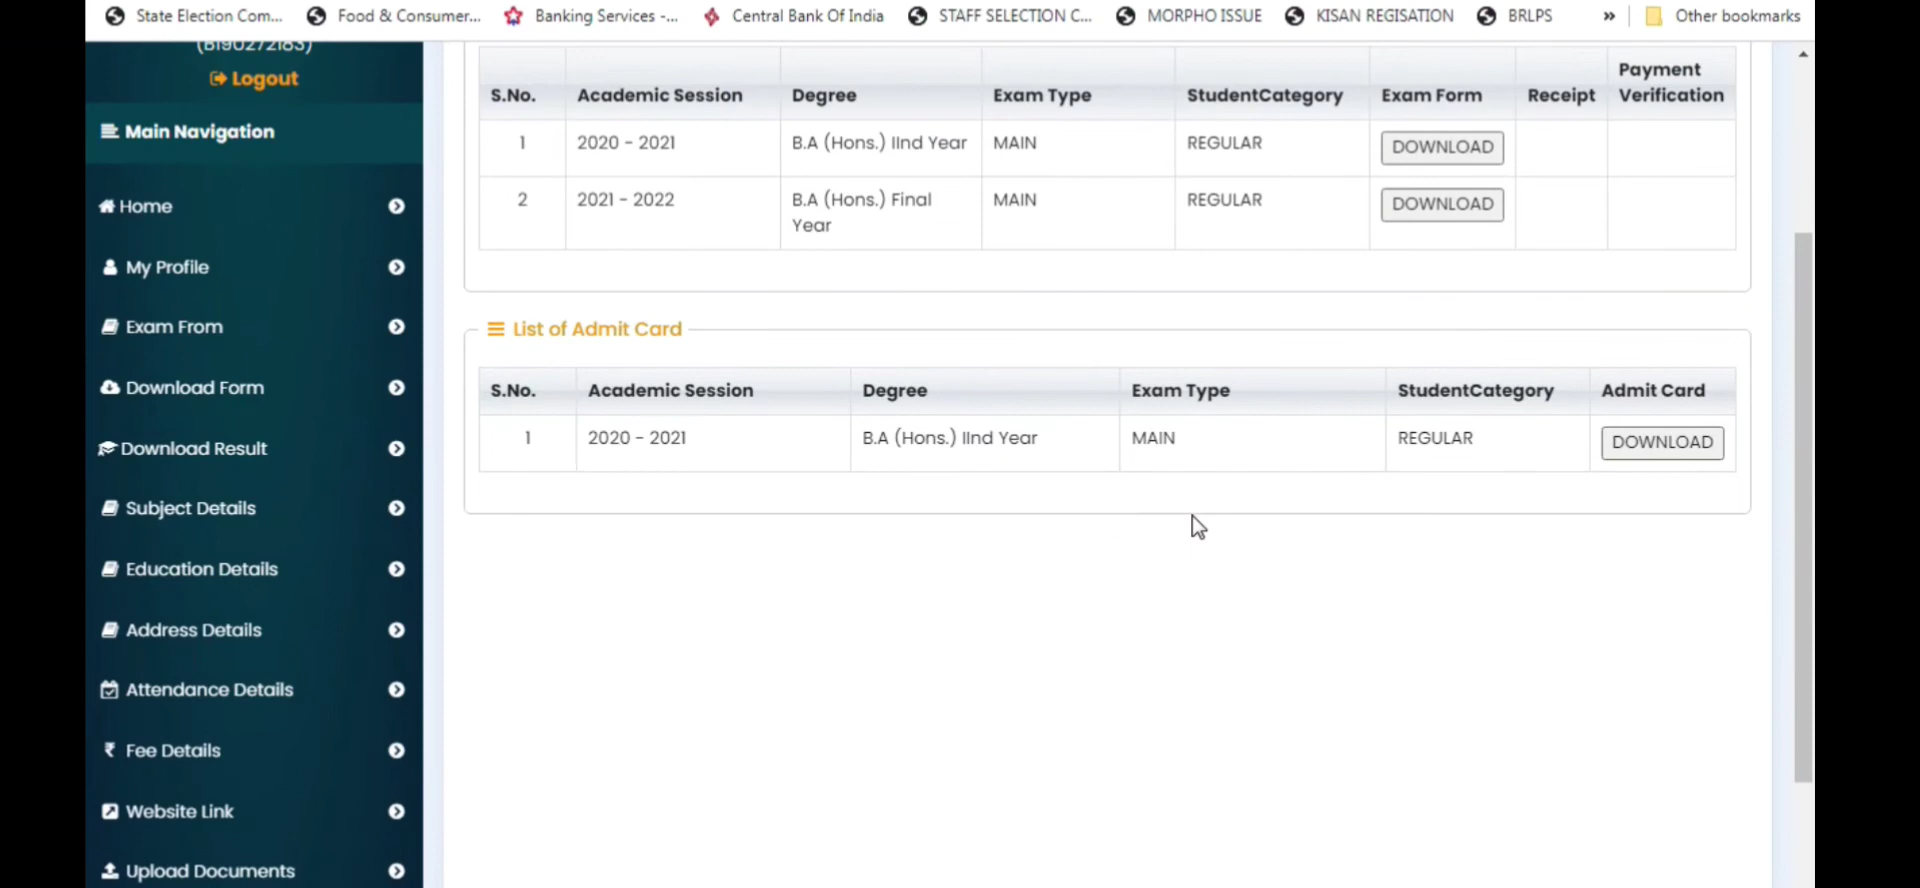 State Election Com... Food & Consumer... Banking Services -... Central Bank Of India STAFF SELECTION C... MORPHO ISSUE KISAN REGISATION BRLPS » Other bookmarks
(B190272183)
Logout
Main Navigation
Home
My Profile
Exam From
Download Form
Download Result
Subject Details
Education Details
Address Details
Attendance Details
₹ Fee Details
Website Link
Upload Documents
S.No. Academic Session Degree Exam Type StudentCategory Exam Form Receipt Payment Verification
1 2020 - 2021 B.A (Hons.) IInd Year MAIN REGULAR DOWNLOAD
2 2021 - 2022 B.A (Hons.) Final Year MAIN REGULAR DOWNLOAD
List of Admit Card
S.No. Academic Session Degree Exam Type StudentCategory Admit Card
1 2020 - 2021 B.A (Hons.) IInd Year MAIN REGULAR DOWNLOAD